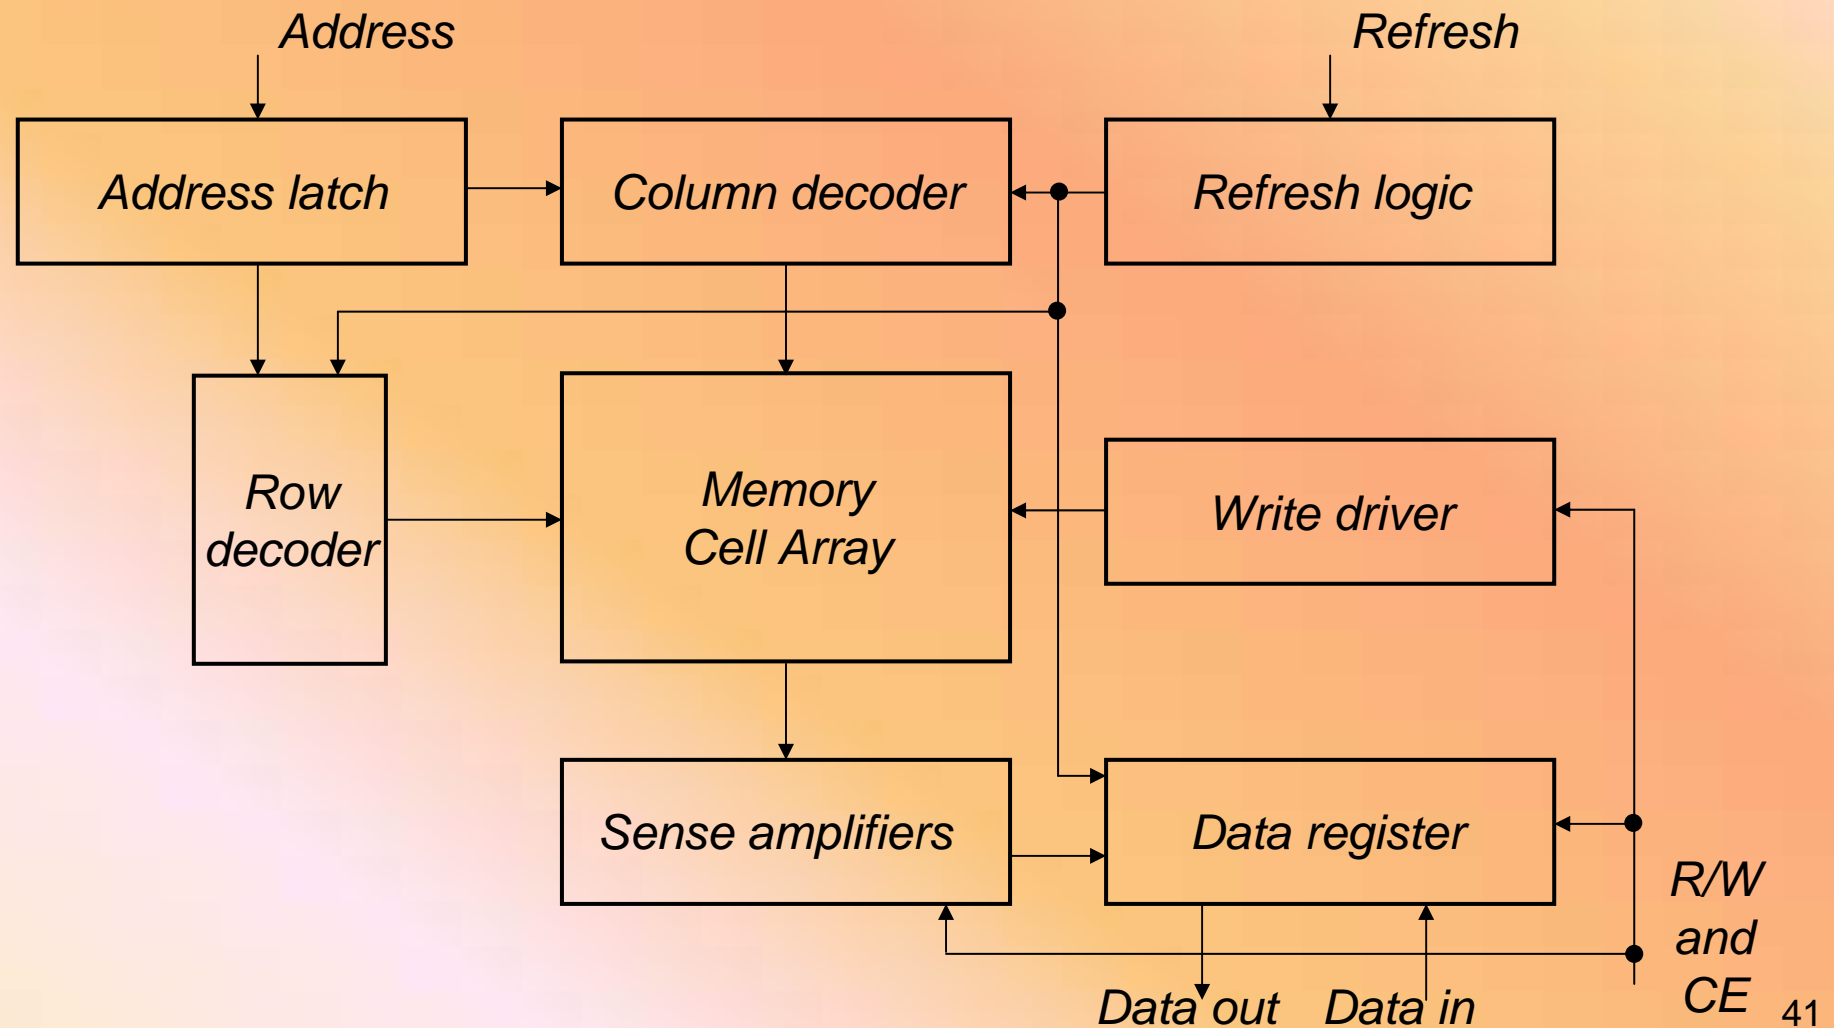 Address
Refresh
Address latch
Column decoder
Refresh logic
Row
decoder
Memory
Cell Array
Write driver
Sense amplifiers
Data register
R/W
and
CE
Data out
Data in
41